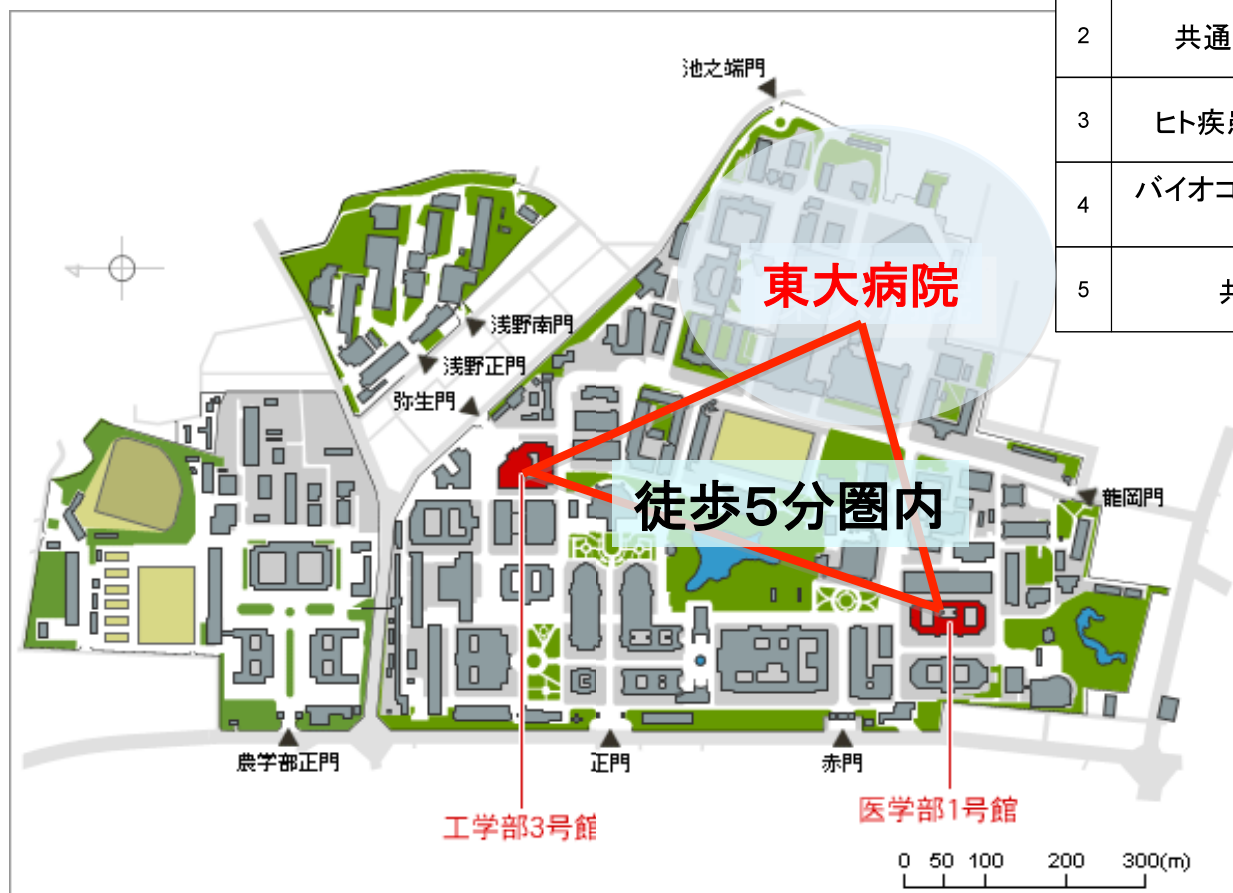 2
共通
3
ヒト疾
4
バイオコ
5
共
池之端門
東大病院
浅野南門
浅野正門
弥生門
徒歩5分圏内
龍岡門
農学部正門
正門
赤門
工学部3号館
医学部1号館
0 50 100 200 300(m)